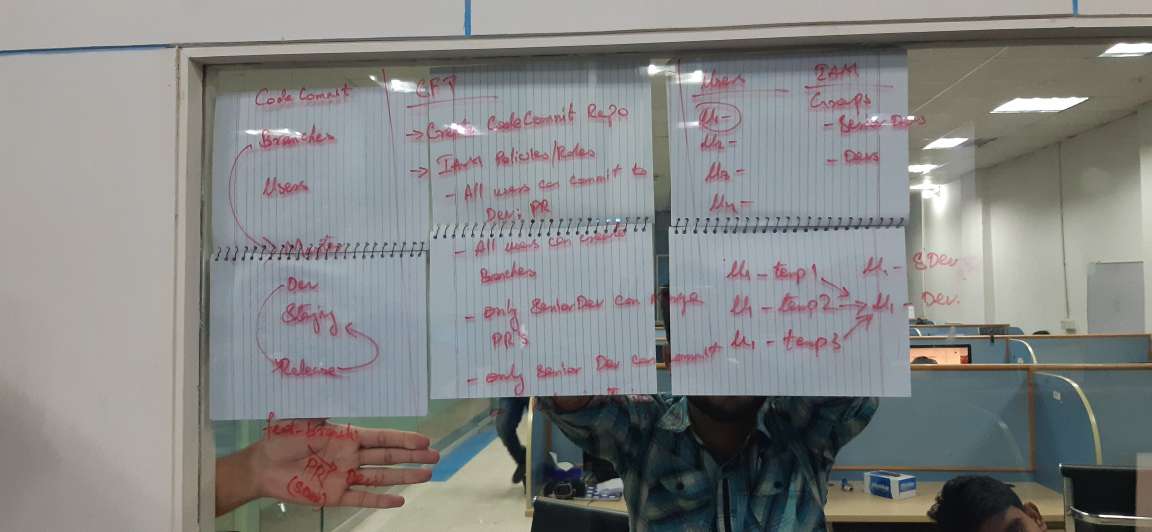 Code Commit
Branches
Users
Master
Dev
Staging
Release
feat-branch
PR → Dev
CFT
→ Create CodeCommit Repo
→ IAM Policies/Roles
- All users can commit to
Dev: PR
- All users can create
Branches
- only Senior Dev can merge
PR's
- only Senior Dev can commit
Users
U1-
U2-
U3-
U4-
IAM
Groups
- Senior Devs
- Devs
U1 - temp1
U1 - temp2 →
U1 - temp3
U1 - SDev
U1 - Dev.